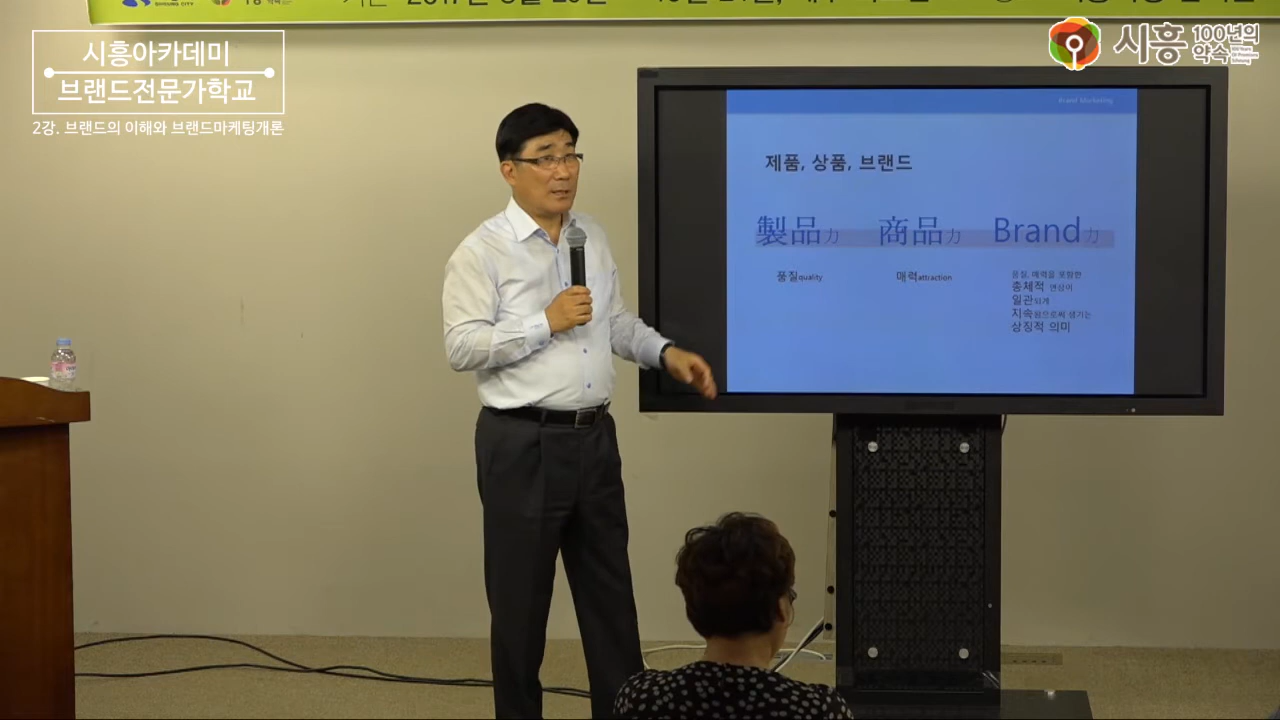 SHIHEUNG CITY
시흥아카데미
브랜드전문가학교
2강. 브랜드의 이해와 브랜드마케팅개론
시흥 100년의 약속
Brand Marketing
제품, 상품, 브랜드
製品力 商品力 Brand力
품질quality 매력attraction
품질, 매력을 포함한
총체적 연상이
일관되게
지속됨으로써 생기는
상징적 의미